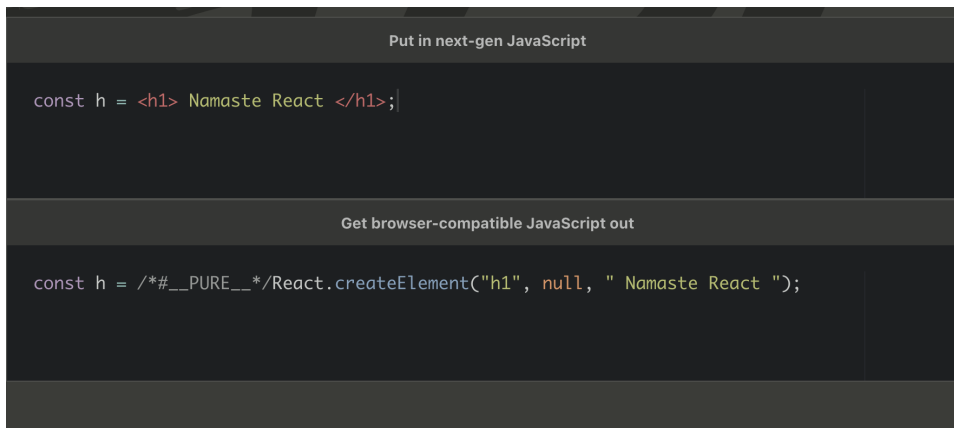 Put in next-gen JavaScript
const h = <h1> Namaste React </h1>;
Get browser-compatible JavaScript out
const h = /*#__PURE__*/React.createElement("h1", null, " Namaste React ");